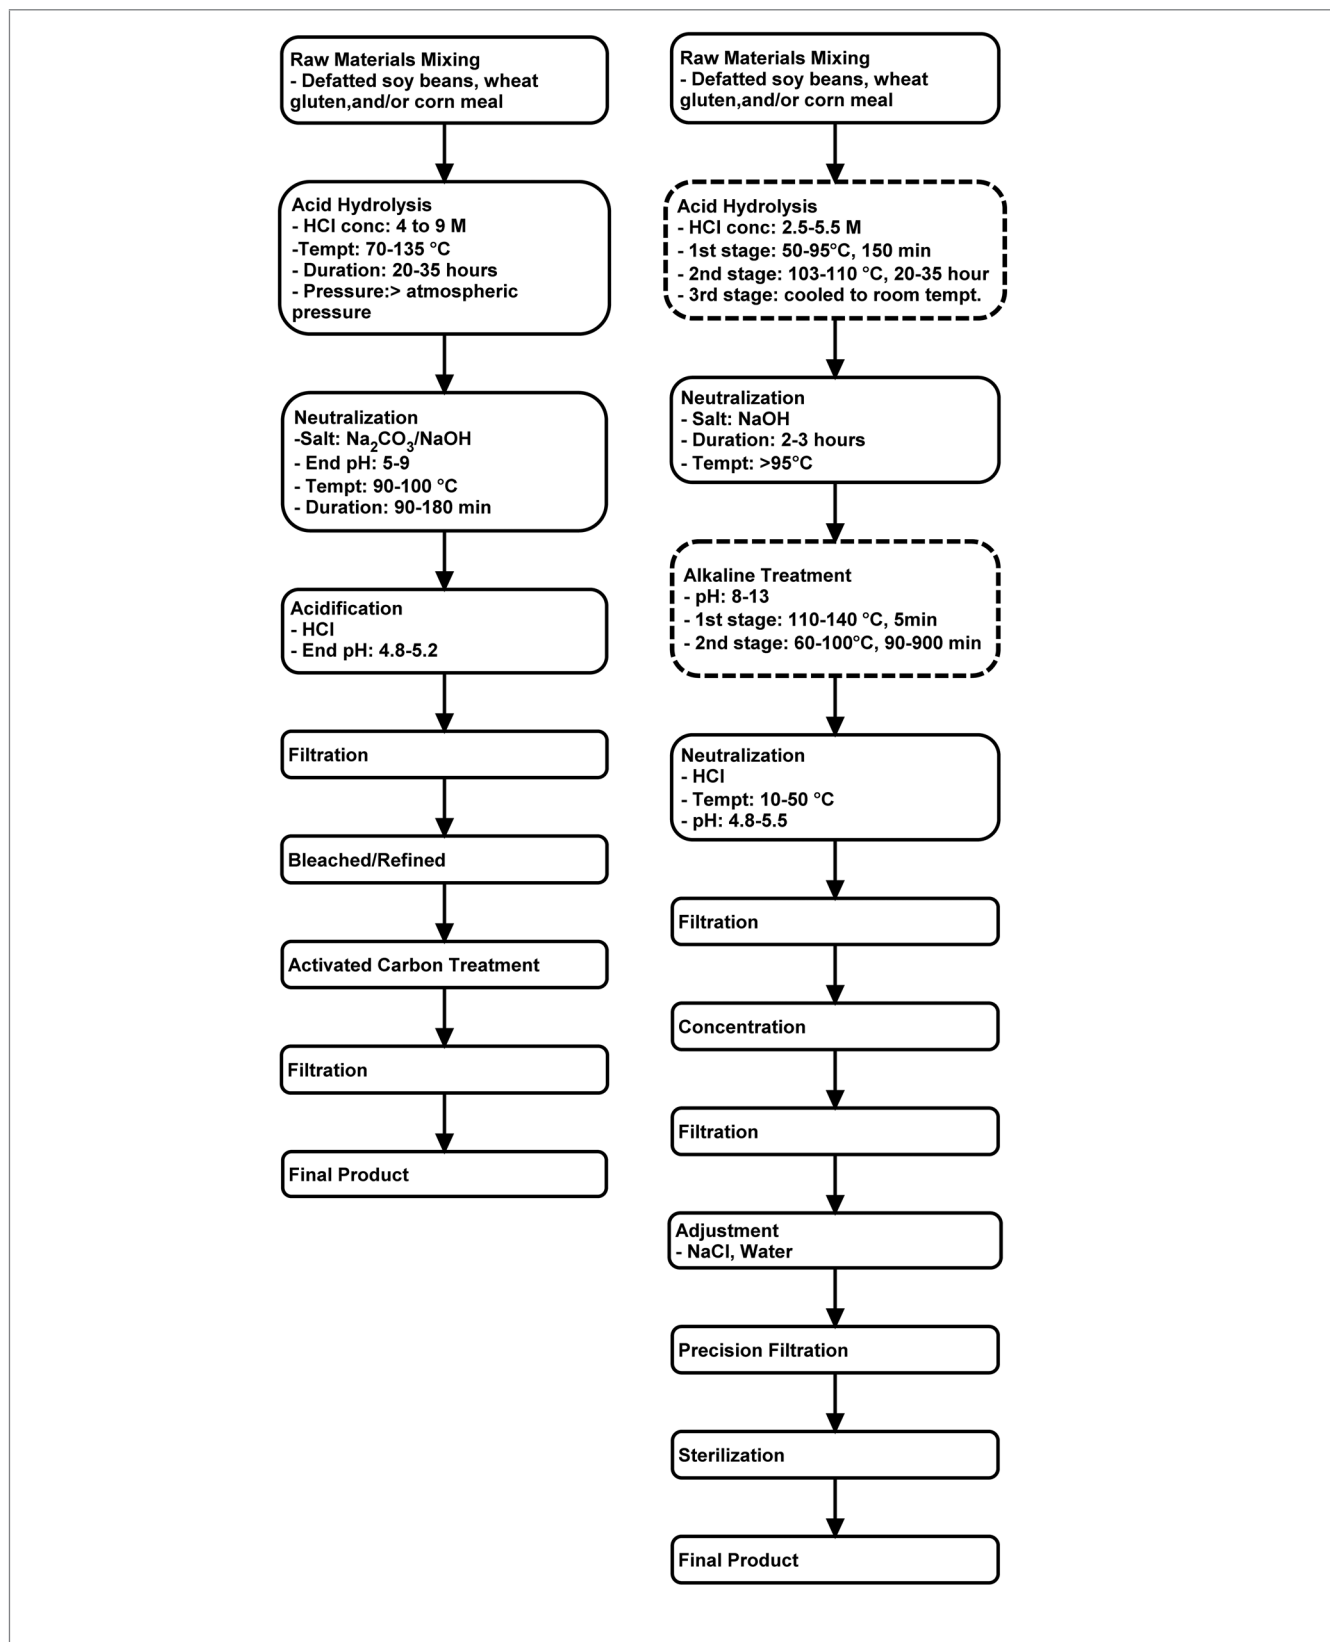 Raw Materials Mixing
- Defatted soy beans, wheat
gluten,and/or corn meal
Acid Hydrolysis
- HCl conc: 4 to 9 M
-Tempt: 70-135 °C
- Duration: 20-35 hours
- Pressure:> atmospheric
pressure
Neutralization
-Salt: Na₂CO₃/NaOH
- End pH: 5-9
- Tempt: 90-100 °C
- Duration: 90-180 min
Acidification
- HCl
- End pH: 4.8-5.2
Filtration
Bleached/Refined
Activated Carbon Treatment
Filtration
Final Product
Raw Materials Mixing
- Defatted soy beans, wheat
gluten,and/or corn meal
Acid Hydrolysis
- HCl conc: 2.5-5.5 M
- 1st stage: 50-95°C, 150 min
- 2nd stage: 103-110 °C, 20-35 hour
- 3rd stage: cooled to room tempt.
Neutralization
- Salt: NaOH
- Duration: 2-3 hours
- Tempt: >95°C
Alkaline Treatment
- pH: 8-13
- 1st stage: 110-140 °C, 5min
- 2nd stage: 60-100°C, 90-900 min
Neutralization
- HCl
- Tempt: 10-50 °C
- pH: 4.8-5.5
Filtration
Concentration
Filtration
Adjustment
- NaCl, Water
Precision Filtration
Sterilization
Final Product